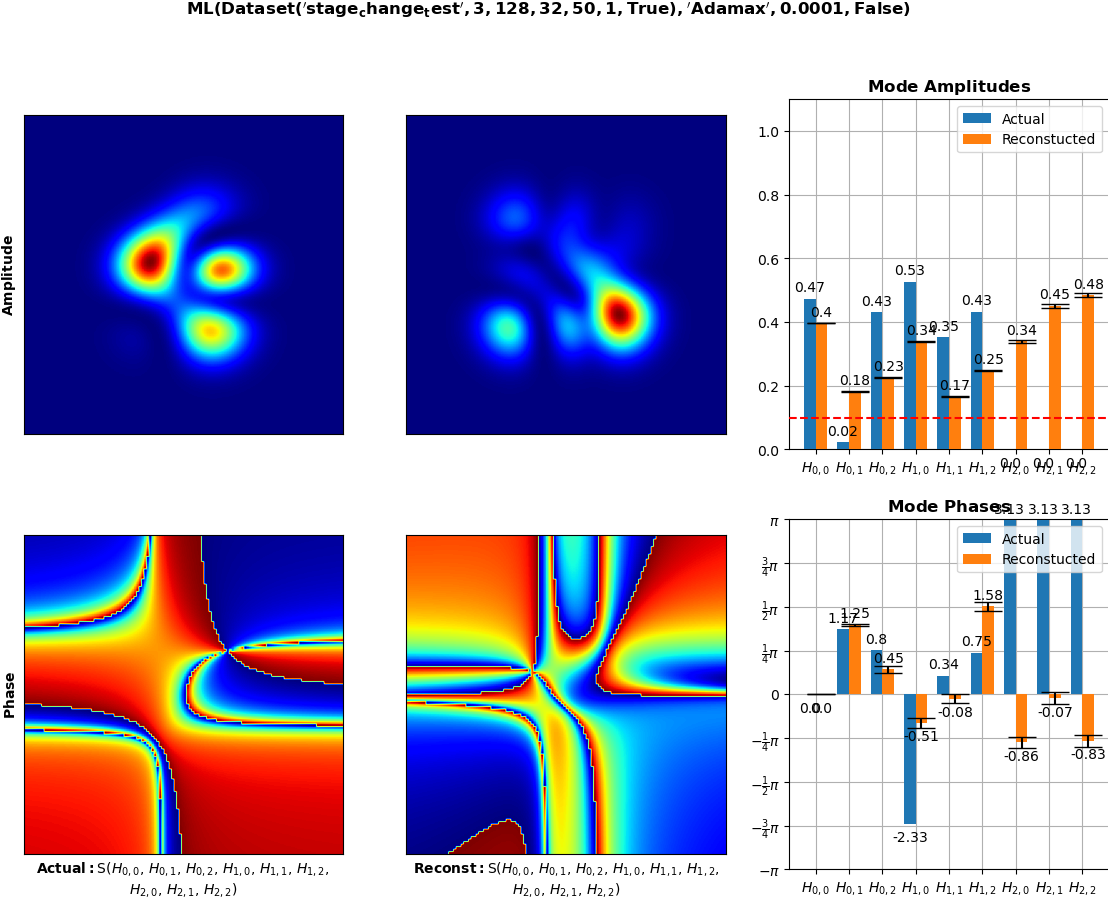 ML(Dataset('stage_change_test', 3, 128, 32, 50, 1, True), 'Adamax', 0.0001, False)
Amplitude
Mode Amplitudes
Actual
Reconstucted
1.0
0.8
0.6
0.4
0.2
0.0
0.47
0.4
0.02
0.18
0.43
0.23
0.53
0.34
0.35
0.17
0.43
0.25
0.0
0.34
0.0
0.45
0.0
0.48
H0,0 H0,1 H0,2 H1,0 H1,1 H1,2 H2,0 H2,1 H2,2
Phase
Mode Phases
Actual
Reconstucted
π
3/4π
1/2π
1/4π
0
−1/4π
−1/2π
−3/4π
−π
0.0
0.0
1.17
1.25
0.8
0.45
-2.33
-0.51
0.34
-0.08
0.75
1.58
3.13
-0.86
3.13
-0.07
3.13
-0.83
H0,0 H0,1 H0,2 H1,0 H1,1 H1,2 H2,0 H2,1 H2,2
Actual: S(H0,0, H0,1, H0,2, H1,0, H1,1, H1,2,
H2,0, H2,1, H2,2)
Reconst: S(H0,0, H0,1, H0,2, H1,0, H1,1, H1,2,
H2,0, H2,1, H2,2)